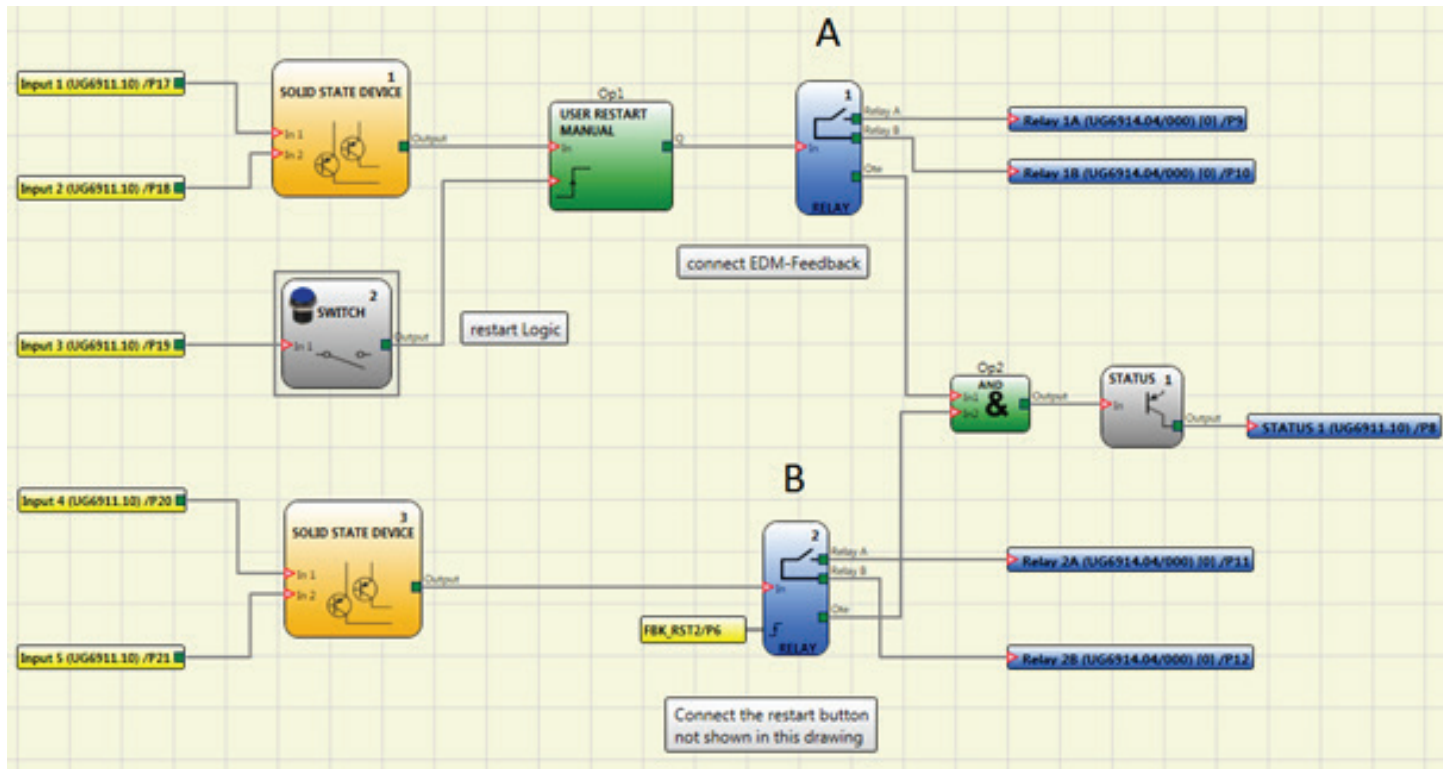 A
Input 1 (UG6911.10) /P17
1
SOLID STATE DEVICE
In 1
In 2
Output
Input 2 (UG6911.10) /P18
Op1
USER RESTART
MANUAL
In
Q
1
Relay A
Relay B
In
Ote
RELAY
Relay 1A (UG6914.04/000) [0] /P9
Relay 1B (UG6914.04/000) [0] /P10
connect EDM-Feedback
2
SWITCH
In 1
Output
Input 3 (UG6911.10) /P19
restart Logic
Op2
AND
&
In1
In2
Output
STATUS 1
In
Output
STATUS 1 (UG6911.10) /P8
B
Input 4 (UG6911.10) /P20
3
SOLID STATE DEVICE
In 1
In 2
Output
Input 5 (UG6911.10) /P21
2
Relay A
Relay B
In
Ote
RELAY
FBK_RST2/P6
Relay 2A (UG6914.04/000) [0] /P11
Relay 2B (UG6914.04/000) [0] /P12
Connect the restart button
not shown in this drawing